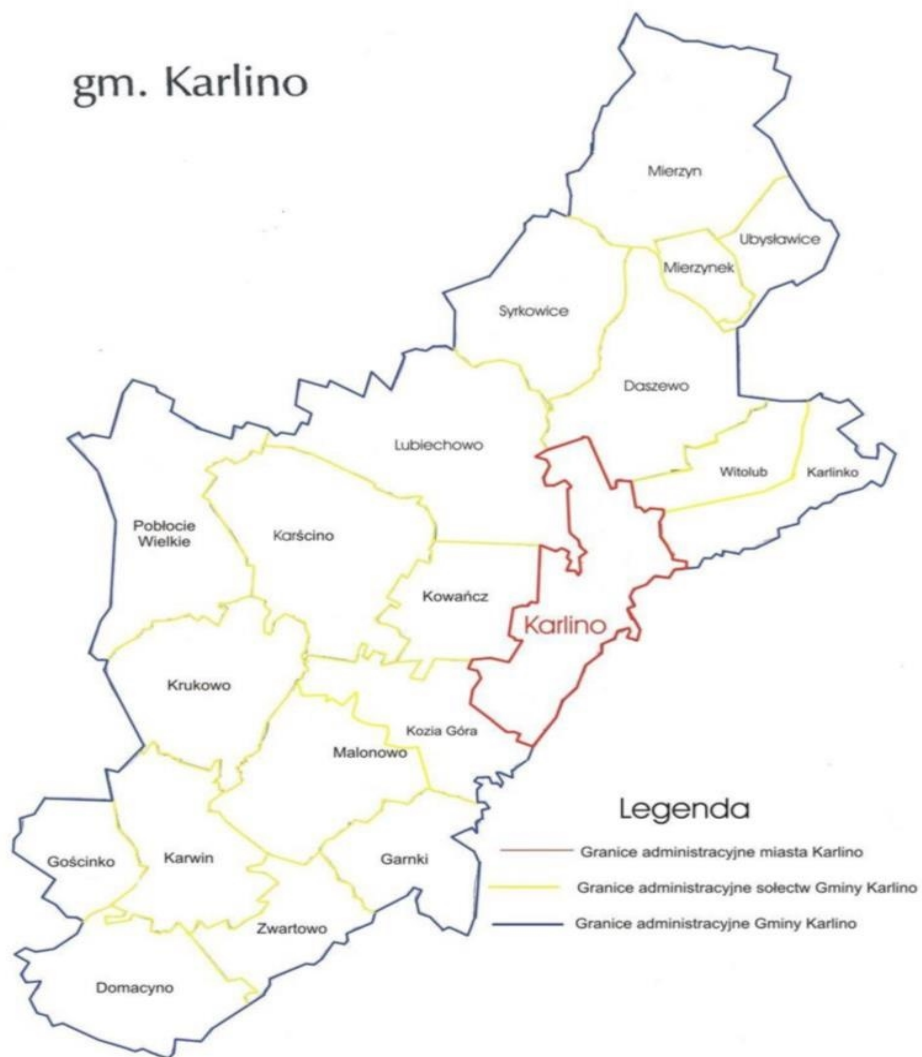 gm. Karlino
Mierzyn
Ubysławice
Mierzynek
Syrkowice
Daszewo
Lubiechowo
Witolub
Karlinko
Pobłocie
Wielkie
Karścino
Kowańcz
Karlino
Krukowo
Kozia Góra
Malonowo
Gościnko
Karwin
Garnki
Zwartowo
Domacyno
Legenda
Granice administracyjne miasta Karlino
Granice administracyjne sołectw Gminy Karlino
Granice administracyjne Gminy Karlino